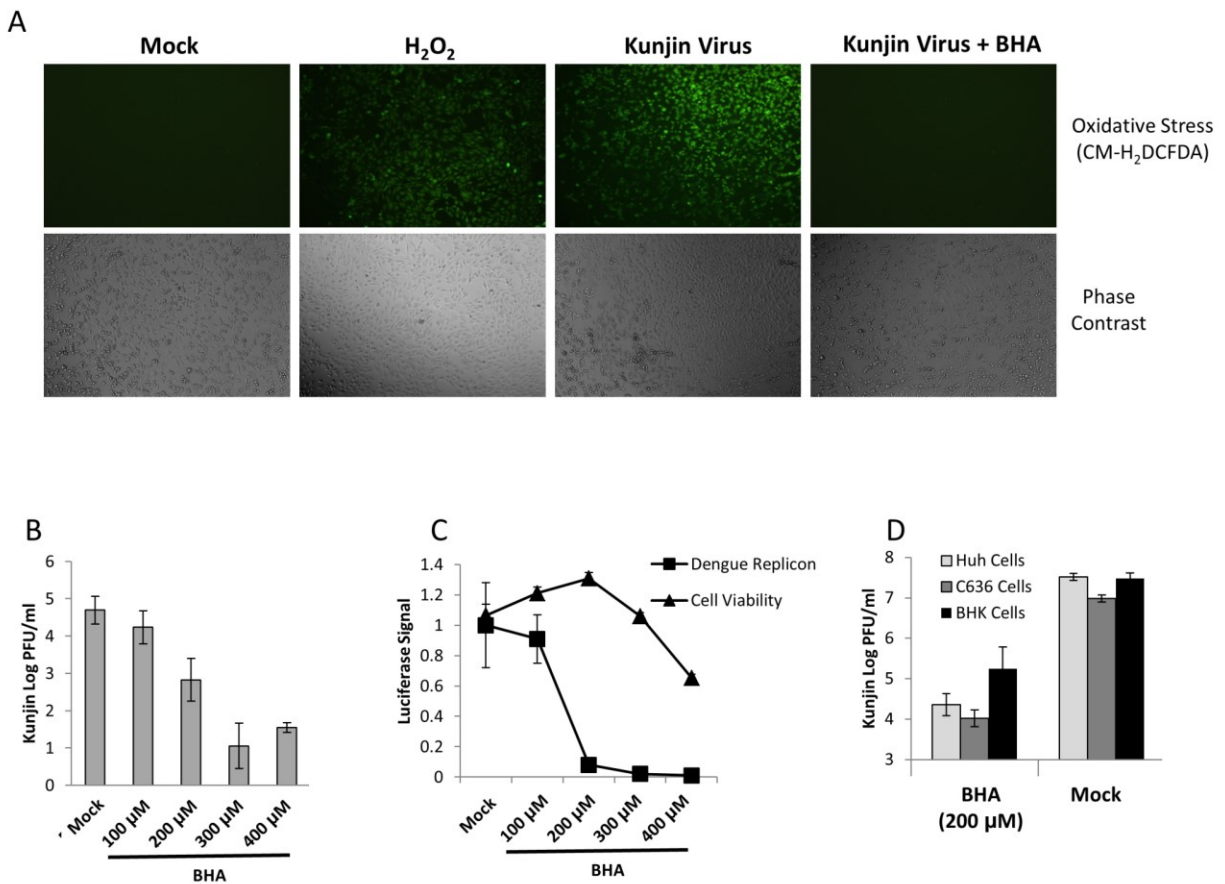 A
Mock
H₂O₂
Kunjin Virus
Kunjin Virus + BHA
Oxidative Stress
(CM-H₂DCFDA)
Phase
Contrast
B
Kunjin Log PFU/ml
6
5
4
3
2
1
0
Mock
100 µM
200 µM
300 µM
400 µM
BHA
C
Luciferase Signal
1.4
1.2
1
0.8
0.6
0.4
0.2
0
Dengue Replicon
Cell Viability
Mock
100 µM
200 µM
300 µM
400 µM
BHA
D
Kunjin Log PFU/ml
8
7
6
5
4
3
Huh Cells
C636 Cells
BHK Cells
BHA
(200 µM)
Mock